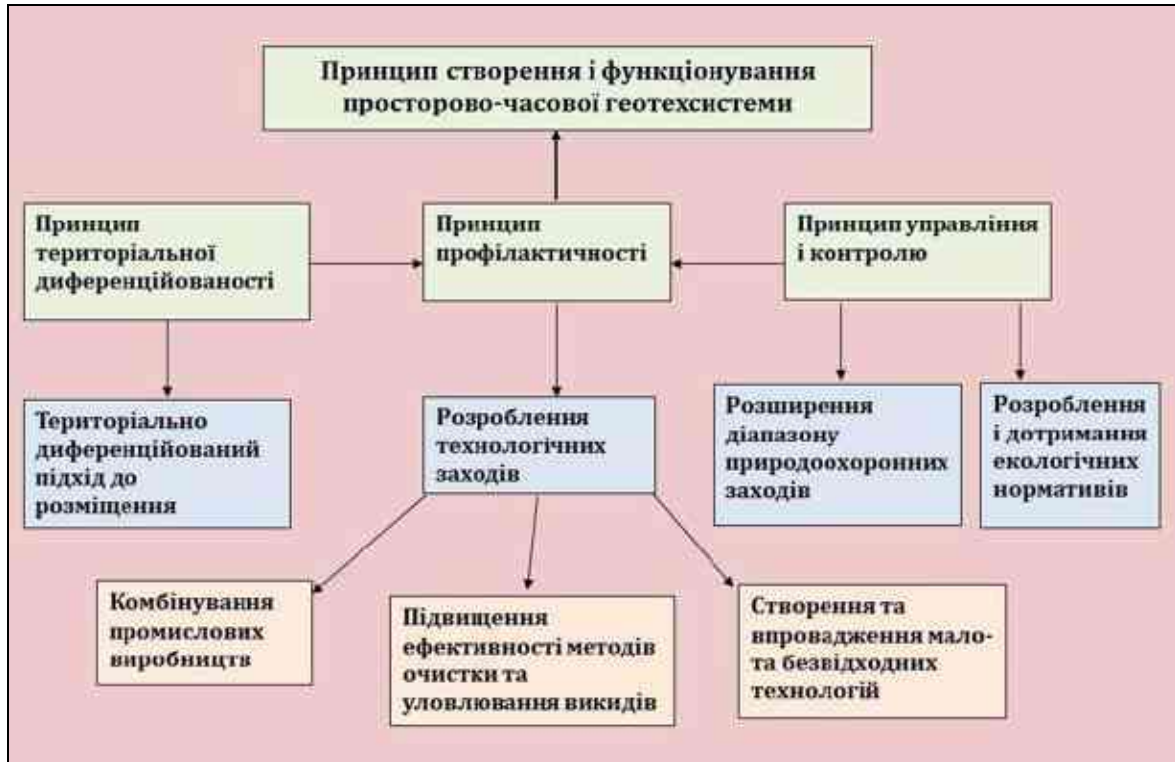 Принцип створення і функціонування
просторово-часової геотехсистеми
Принцип
територіальної
диференційованості
Принцип
профілактичності
Принцип управління
і контролю
Територіально
диференційований
підхід до
розміщення
Розроблення
технологічних
заходів
Розширення
діапазону
природоохоронних
заходів
Розроблення
і дотримання
екологічних
нормативів
Комбінування
промислових
виробництв
Підвищення
ефективності методів
очистки та
уловлювання викидів
Створення та
впровадження мало-
та безвідходних
технологій